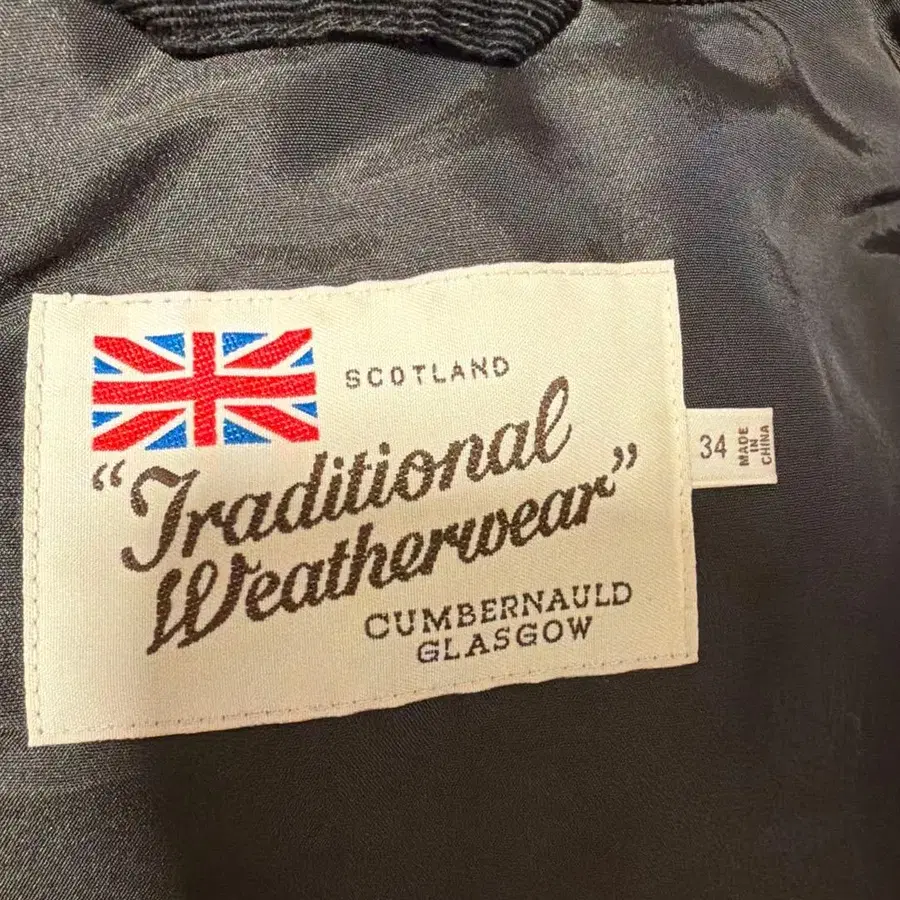 SCOTLAND
"Traditional
Weatherwear"
CUMBERNAULD
GLASGOW
34
MADE
IN
CHINA